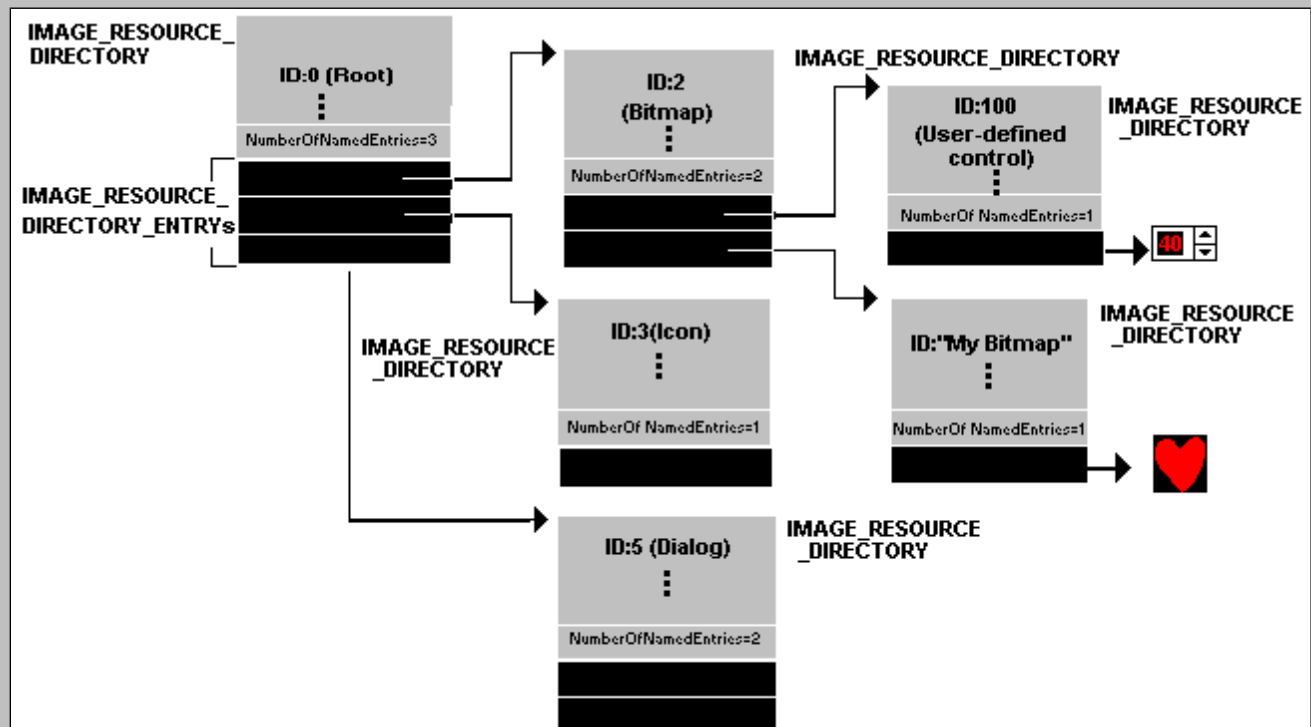 IMAGE_RESOURCE_
DIRECTORY
ID:0 (Root)
NumberOfNamedEntries=3
IMAGE_RESOURCE_
DIRECTORY_ENTRYs
ID:2
(Bitmap)
NumberOfNamedEntries=2
IMAGE_RESOURCE_DIRECTORY
ID:100
(User-defined
control)
NumberOf NamedEntries=1
IMAGE_RESOURCE
_DIRECTORY
40
IMAGE_RESOURCE
_DIRECTORY
ID:3(Icon)
NumberOf NamedEntries=1
ID:"My Bitmap"
NumberOf NamedEntries=1
IMAGE_RESOURCE
_DIRECTORY
ID:5 (Dialog)
NumberOfNamedEntries=2
IMAGE_RESOURCE
_DIRECTORY